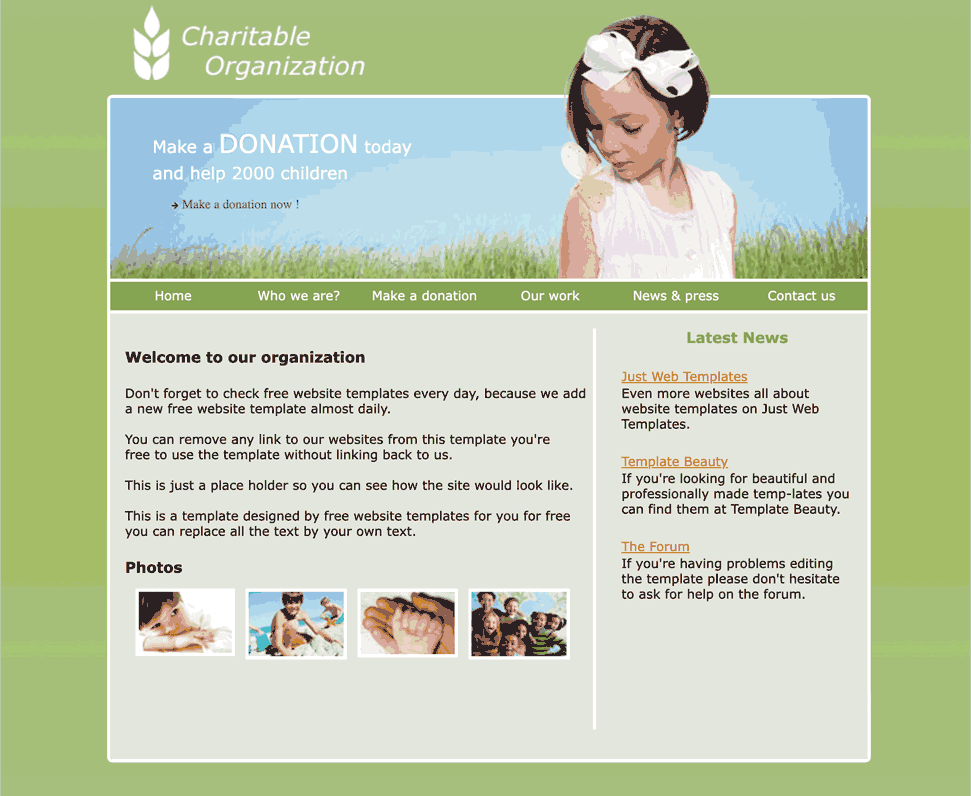 Charitable
Organization
Make a DONATION today
and help 2000 children
Make a donation now !
Home
Who we are?
Make a donation
Our work
News & press
Contact us
Welcome to our organization
Don't forget to check free website templates every day, because we add
a new free website template almost daily.
You can remove any link to our websites from this template you're
free to use the template without linking back to us.
This is just a place holder so you can see how the site would look like.
This is a template designed by free website templates for you for free
you can replace all the text by your own text.
Photos
Latest News
Just Web Templates
Even more websites all about
website templates on Just Web
Templates.
Template Beauty
If you're looking for beautiful and
professionally made temp-lates you
can find them at Template Beauty.
The Forum
If you're having problems editing
the template please don't hesitate
to ask for help on the forum.